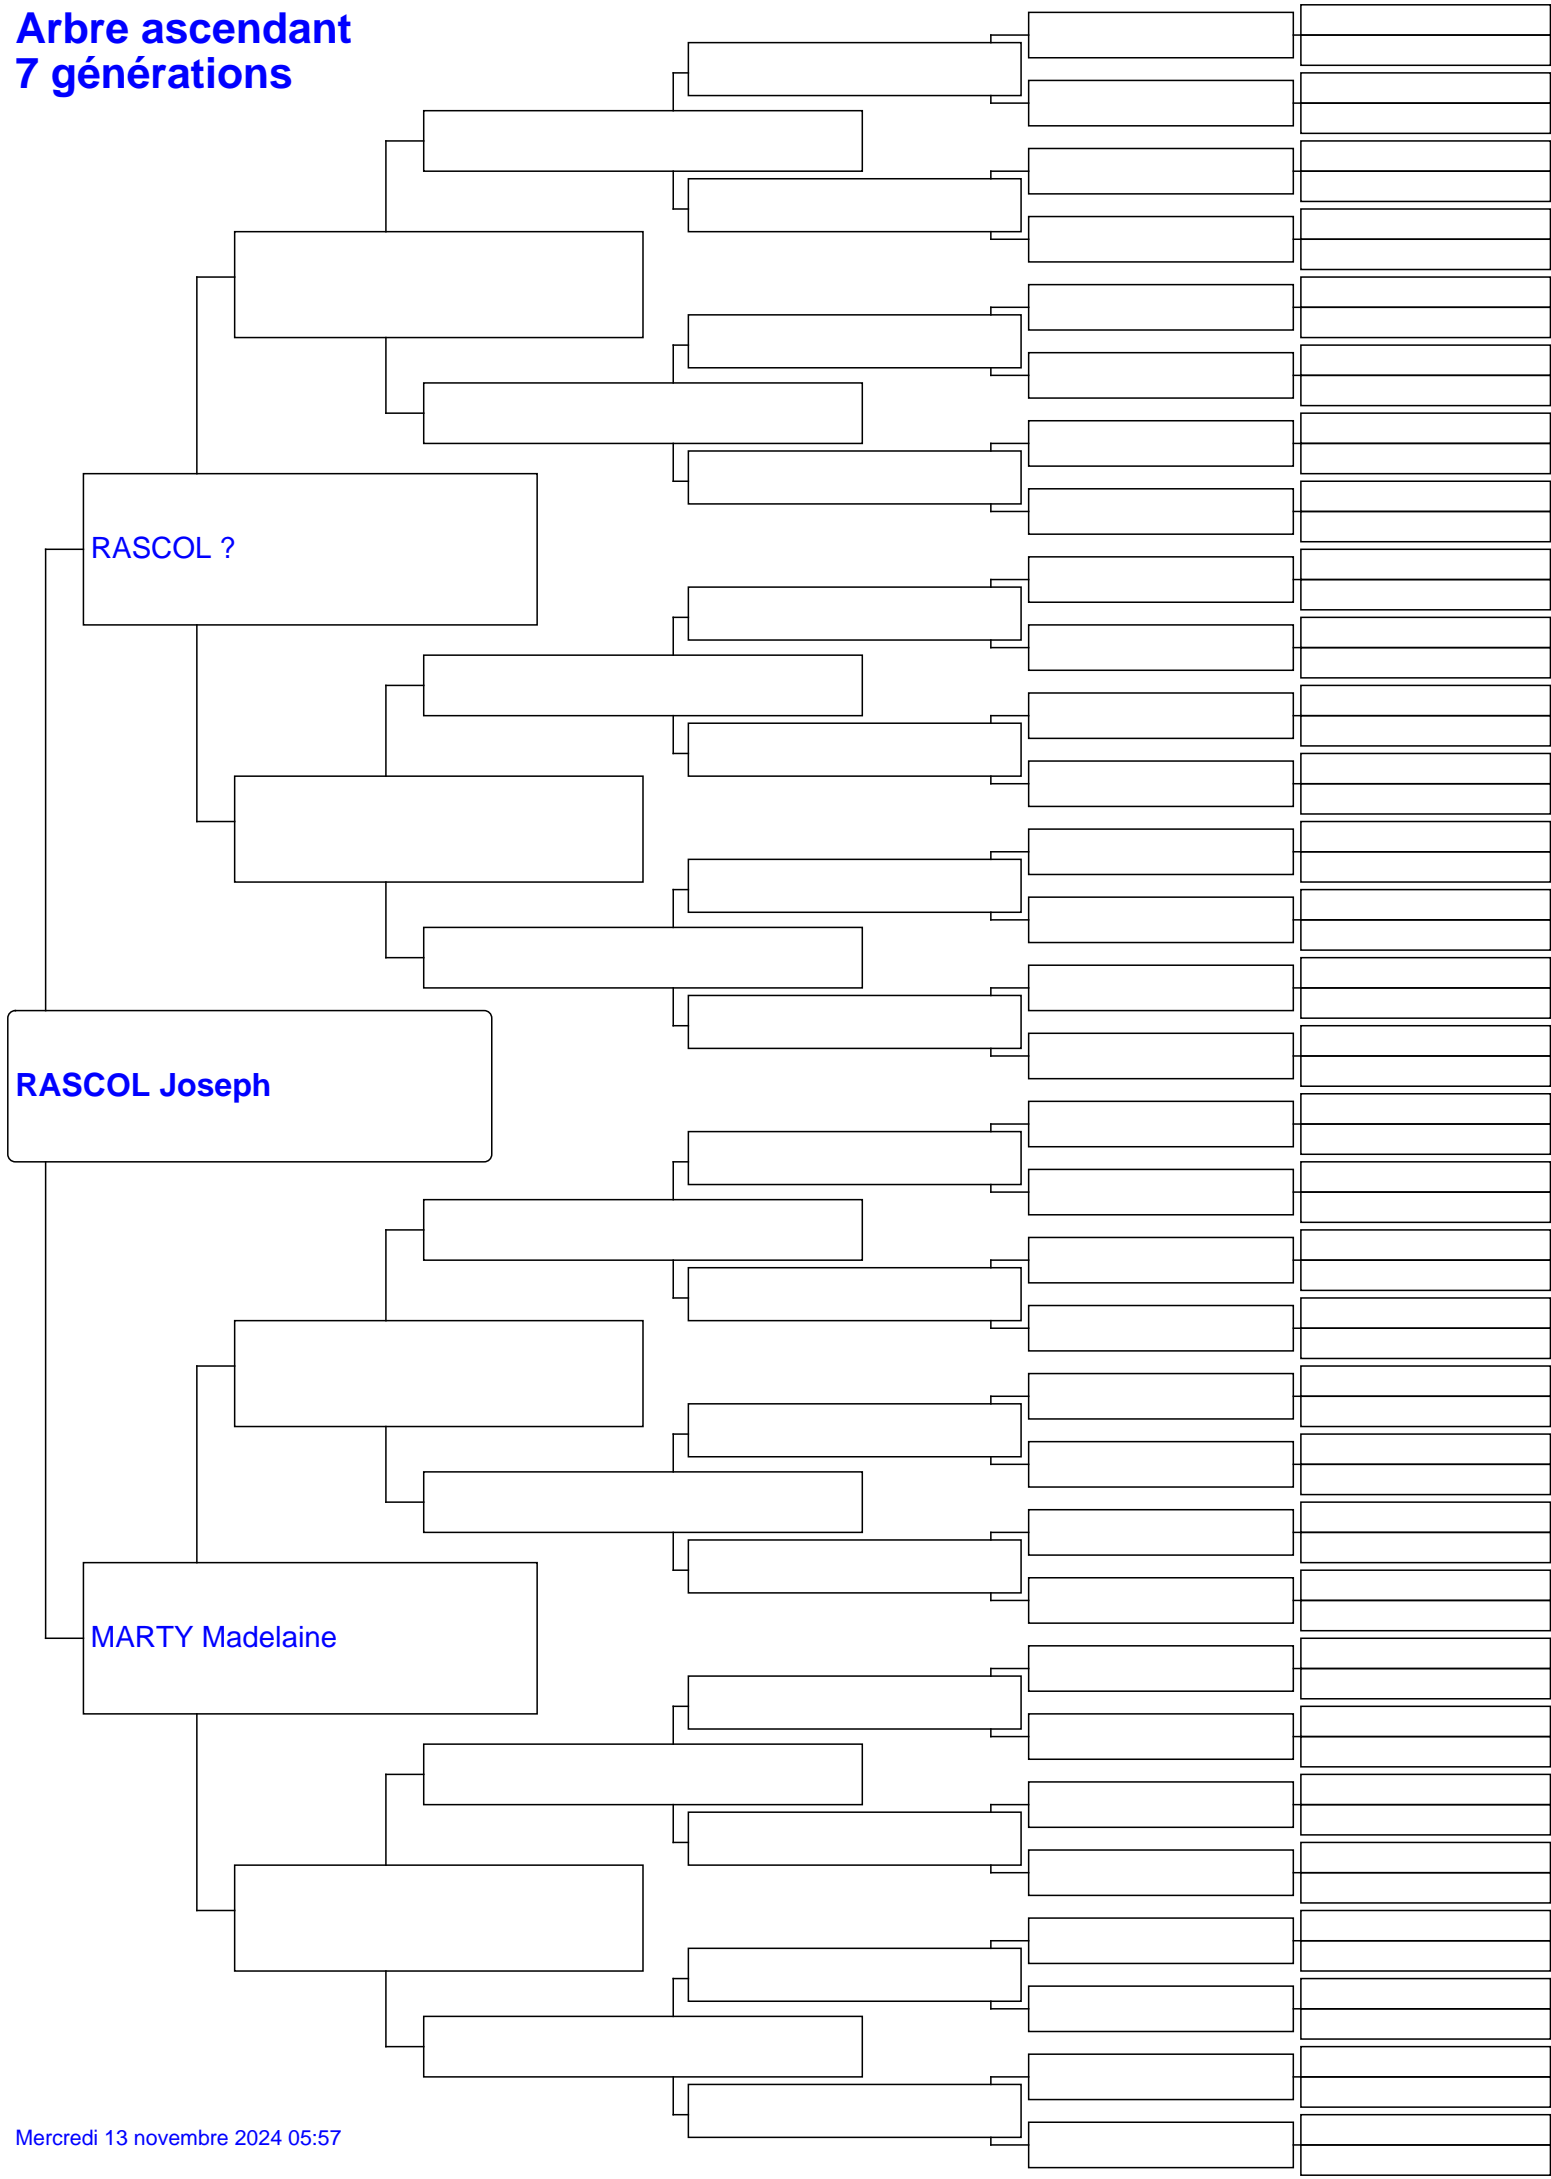 Arbre ascendant
7 générations
RASCOL ?
RASCOL Joseph
MARTY Madelaine
Mercredi 13 novembre 2024 05:57